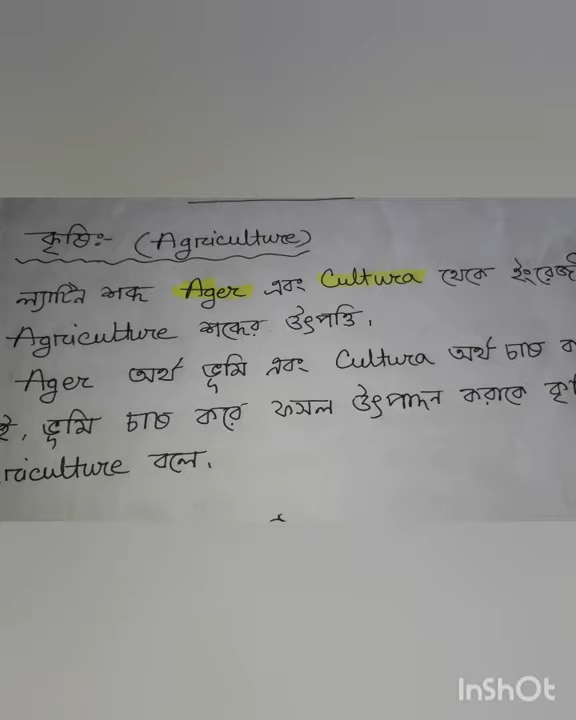 কৃষিঃ- (Agriculture)
ল্যাটিন শব্দ Ager এবং Cultura থেকে ইংরেজী
Agriculture শব্দের উৎপত্তি।
Ager অর্থ ভূমি এবং Cultura অর্থ চাষ ক
ই, ভূমি চাষ করে ফসল উৎপাদন করাকে কৃষি
riculture বলে।
InShOt